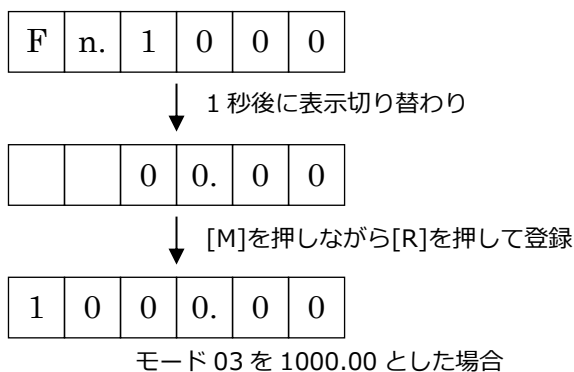 F n. 1 0 0 0
1 秒後に表示切り替わり
0 0. 0 0
[M]を押しながら[R]を押して登録
1 0 0 0. 0 0
モード 03 を 1000.00 とした場合